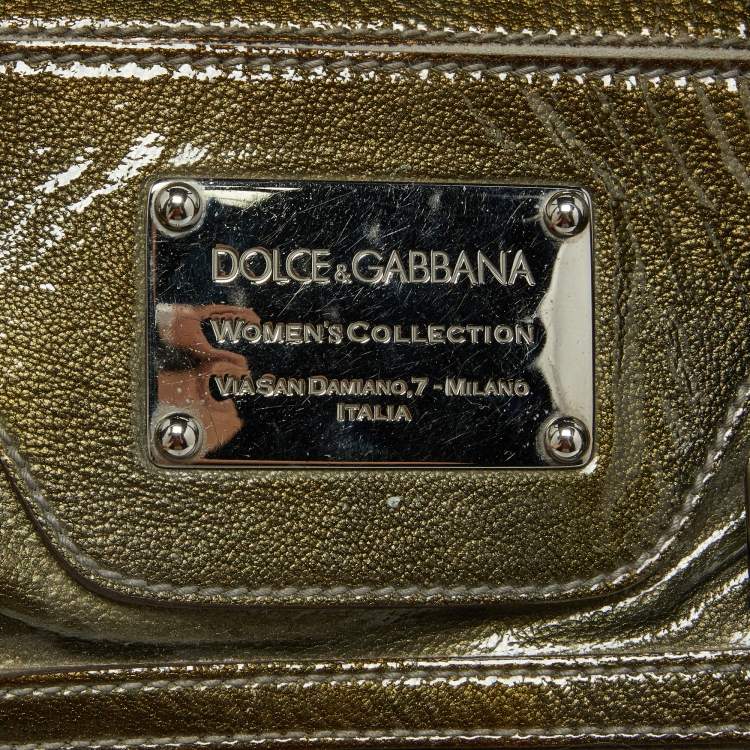 DOLCE & GABBANA
WOMEN'S COLLECTION
VIA SAN DAMIANO,7 - MILANO
ITALIA